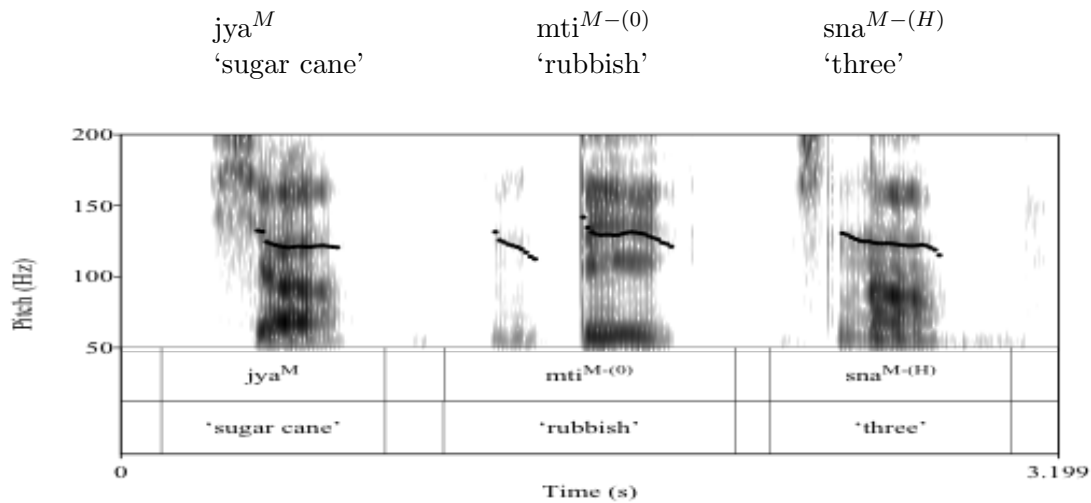 jya^M mti^{M−(0)} sna^{M−(H)}
‘sugar cane’ ‘rubbish’ ‘three’
200
150
100
50
Pitch (Hz)
jya^M mti^{M-(0)} sna^{M-(H)}
‘sugar cane’ ‘rubbish’ ‘three’
0 3.199
Time (s)